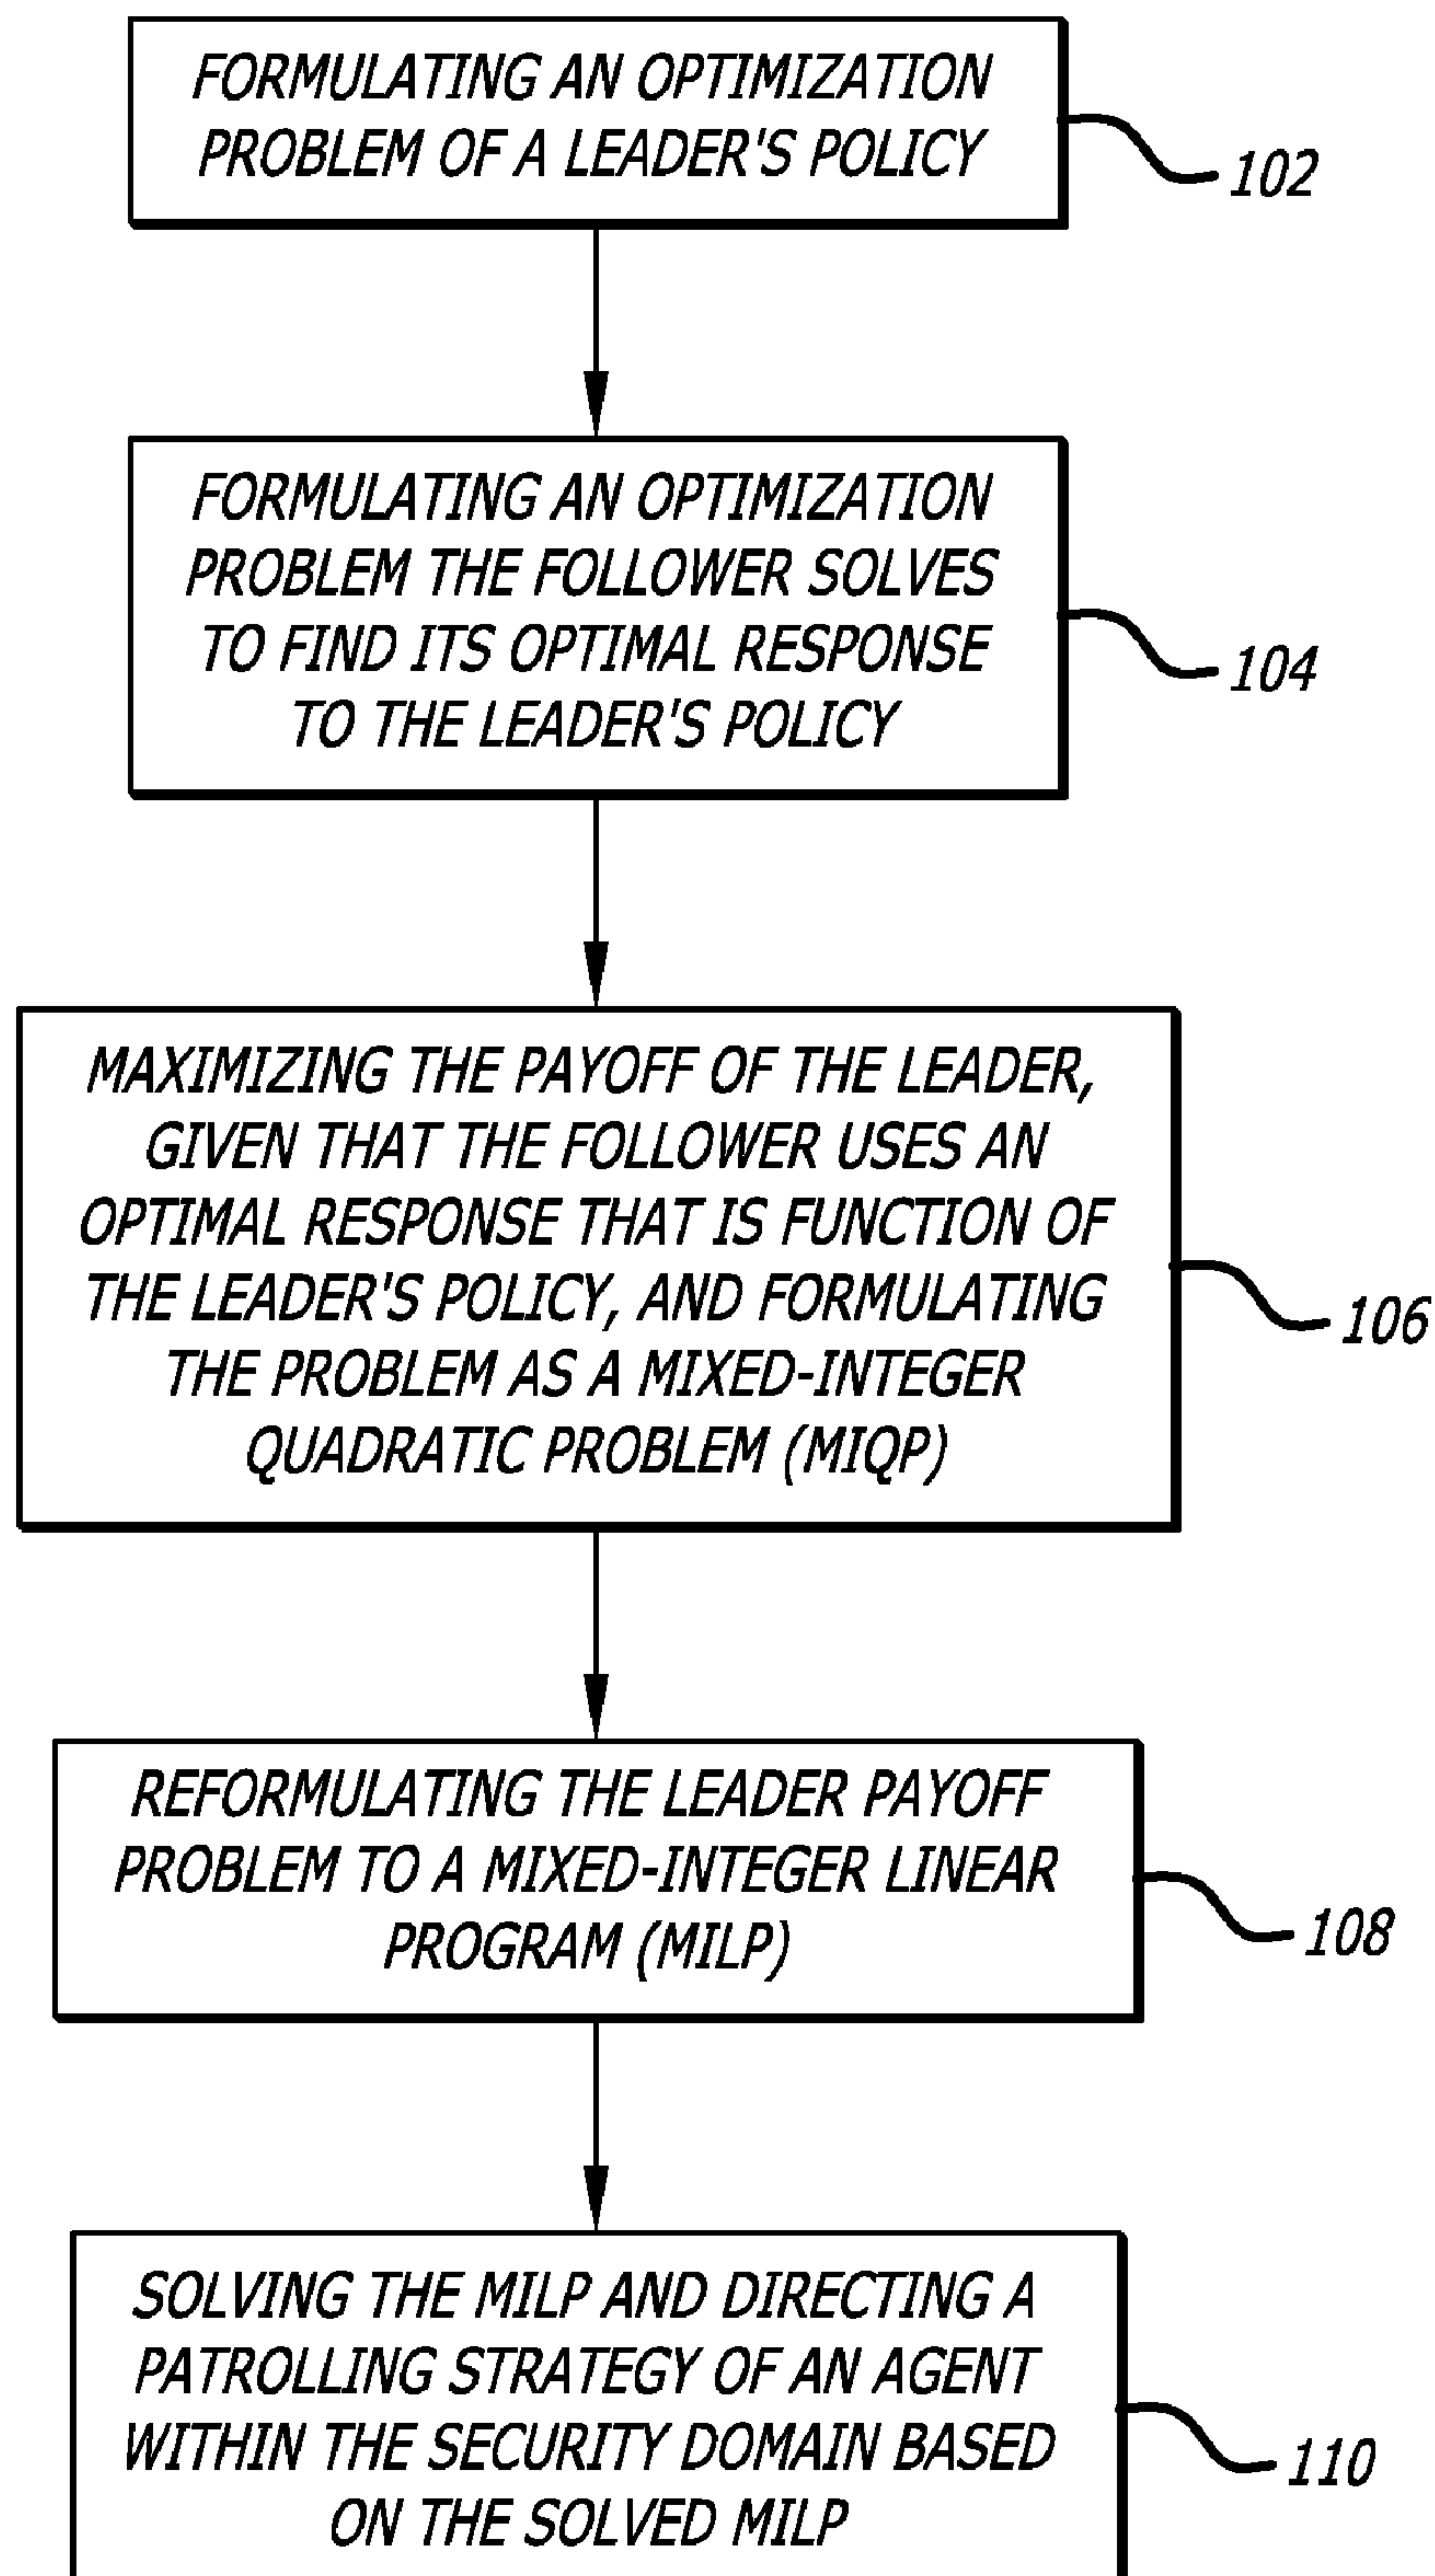 FORMULATING AN OPTIMIZATION
PROBLEM OF A LEADER'S POLICY
102
FORMULATING AN OPTIMIZATION
PROBLEM THE FOLLOWER SOLVES
TO FIND ITS OPTIMAL RESPONSE
TO THE LEADER'S POLICY
104
MAXIMIZING THE PAYOFF OF THE LEADER,
GIVEN THAT THE FOLLOWER USES AN
OPTIMAL RESPONSE THAT IS FUNCTION OF
THE LEADER'S POLICY, AND FORMULATING
THE PROBLEM AS A MIXED-INTEGER
QUADRATIC PROBLEM (MIQP)
106
REFORMULATING THE LEADER PAYOFF
PROBLEM TO A MIXED-INTEGER LINEAR
PROGRAM (MILP)
108
SOLVING THE MILP AND DIRECTING A
PATROLLING STRATEGY OF AN AGENT
WITHIN THE SECURITY DOMAIN BASED
ON THE SOLVED MILP
110